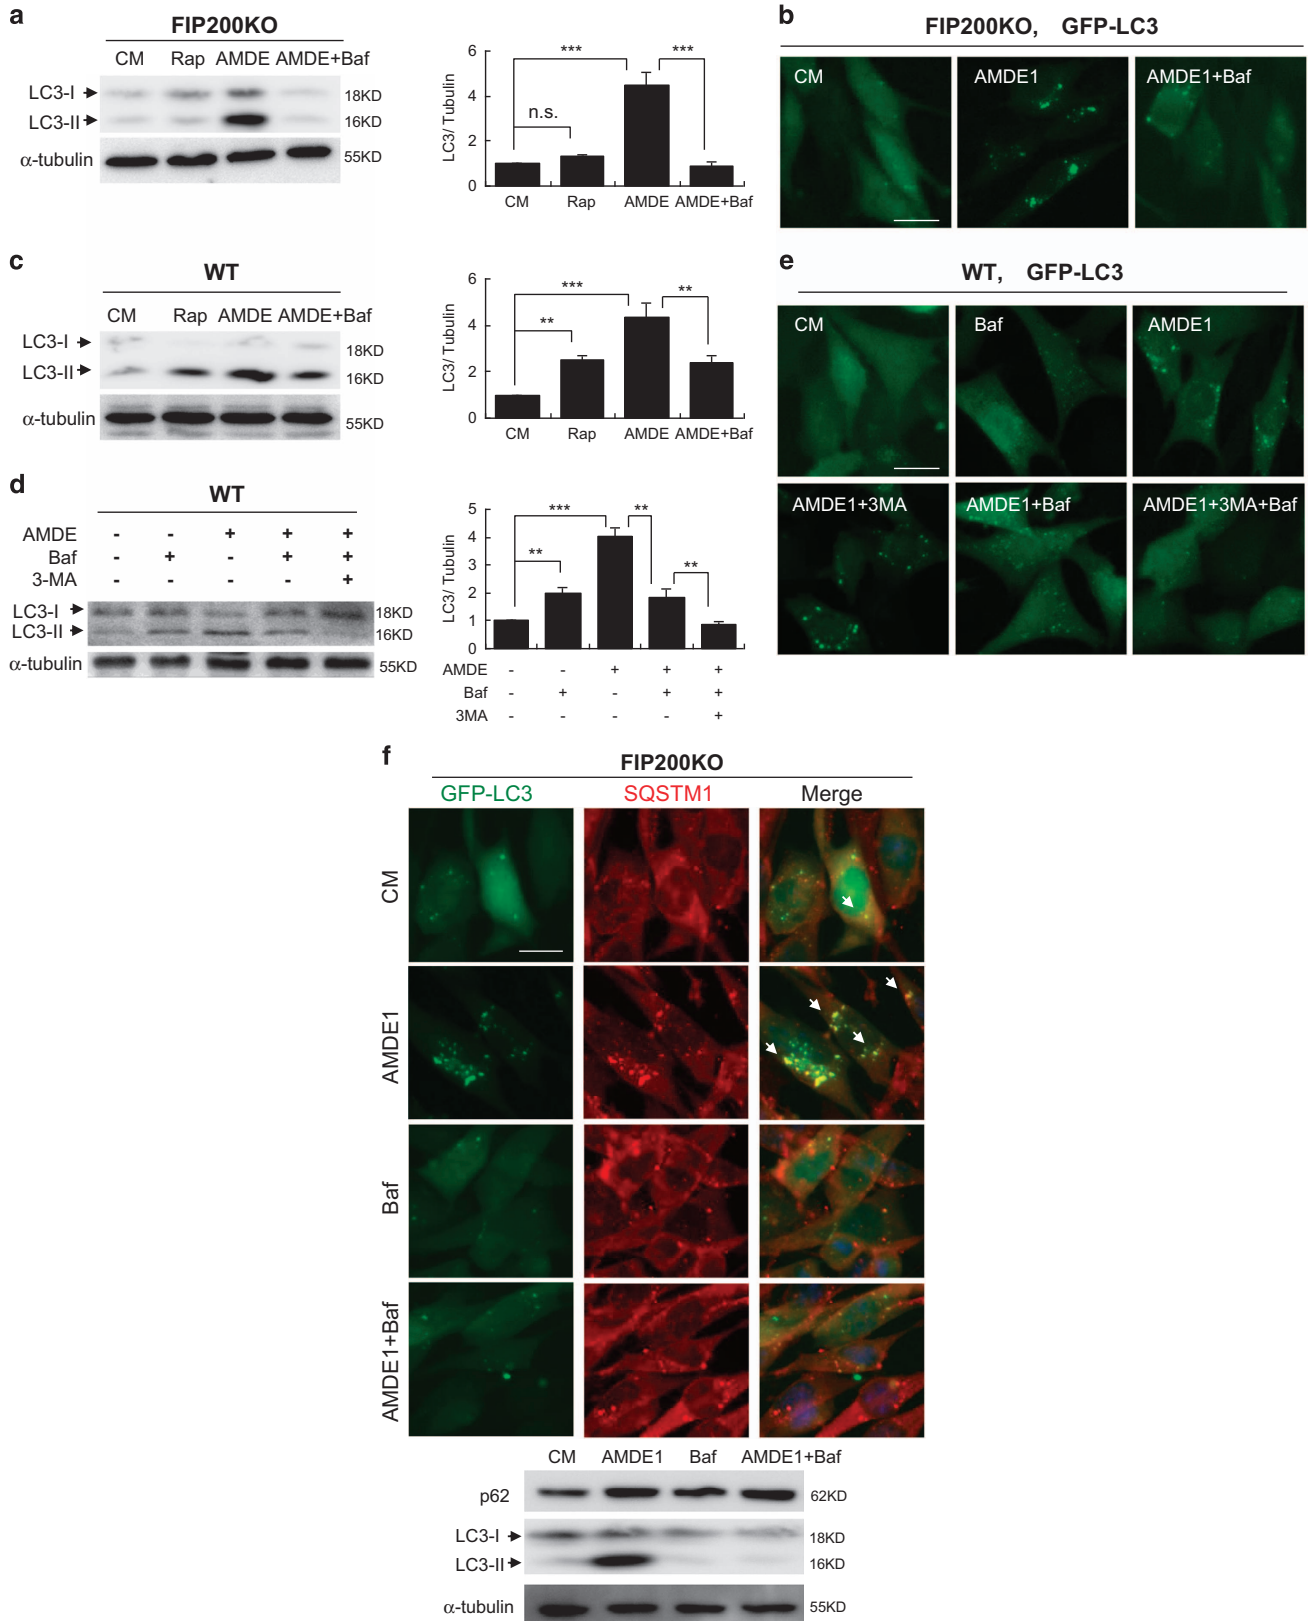 a
FIP200KO
CM Rap AMDE AMDE+Baf
LC3-I
18KD
LC3-II
16KD
α-tubulin
55KD
LC3/ Tubulin
6
4
2
0
***
***
n.s.
CM Rap AMDE AMDE+Baf
b
FIP200KO, GFP-LC3
CM
AMDE1
AMDE1+Baf
c
WT
CM Rap AMDE AMDE+Baf
LC3-I
18KD
LC3-II
16KD
α-tubulin
55KD
LC3/ Tubulin
6
4
2
0
***
**
**
CM Rap AMDE AMDE+Baf
d
WT
AMDE - - + + +
Baf - + - + +
3-MA - - - - +
LC3-I
18KD
LC3-II
16KD
α-tubulin
55KD
LC3/ Tubulin
5
4
3
2
1
0
***
**
**
**
AMDE - - + + +
Baf - + - + +
3MA - - - - +
e
WT, GFP-LC3
CM
Baf
AMDE1
AMDE1+3MA
AMDE1+Baf
AMDE1+3MA+Baf
f
FIP200KO
GFP-LC3 SQSTM1 Merge
CM
AMDE1
Baf
AMDE1+Baf
CM AMDE1 Baf AMDE1+Baf
p62
62KD
LC3-I
18KD
LC3-II
16KD
α-tubulin
55KD